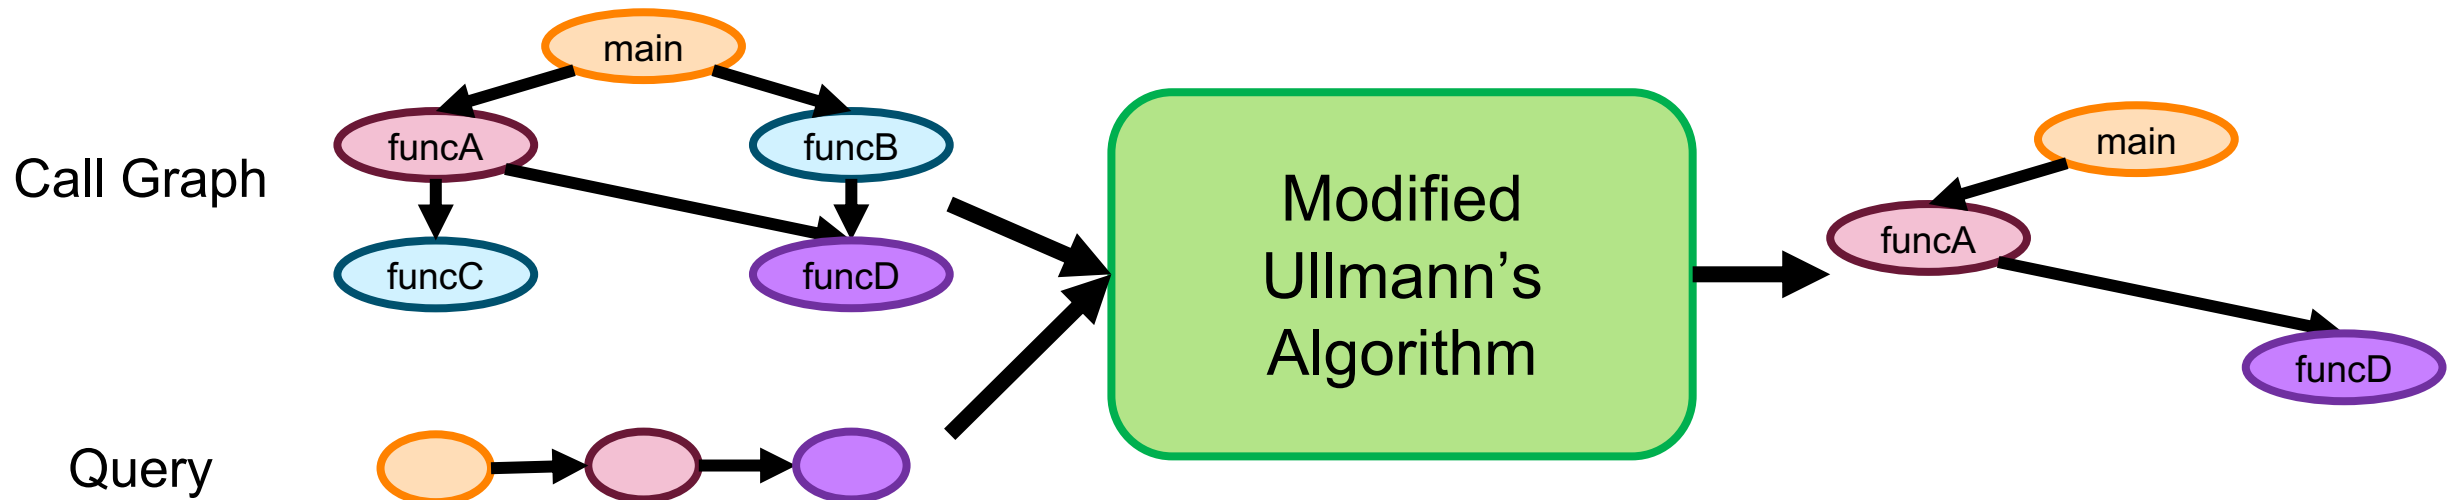 main
funcA
funcB
Call Graph
funcC
funcD
Query
Modified
Ullmann’s
Algorithm
main
funcA
funcD